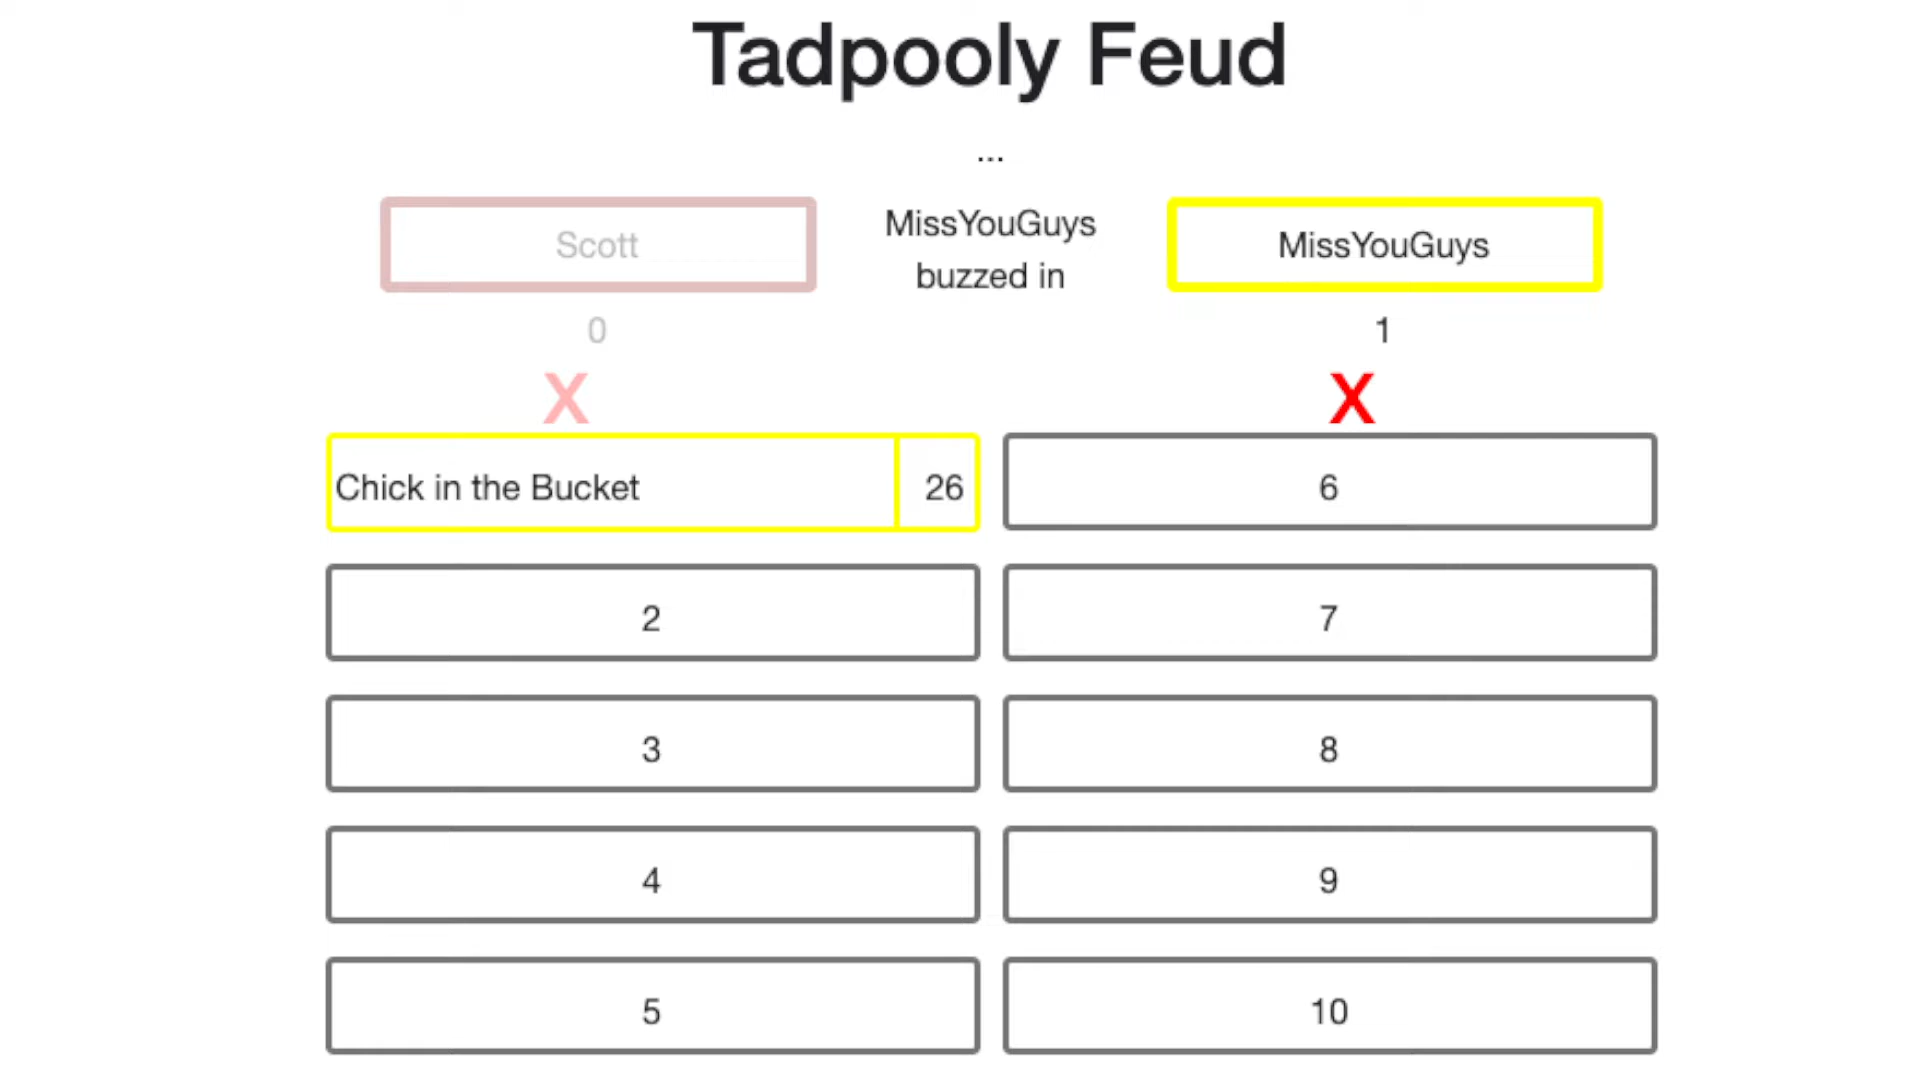 Tadpooly Feud
...
Scott
MissYouGuys
buzzed in
MissYouGuys
0
1
X
X
Chick in the Bucket 26
6
2
7
3
8
4
9
5
10